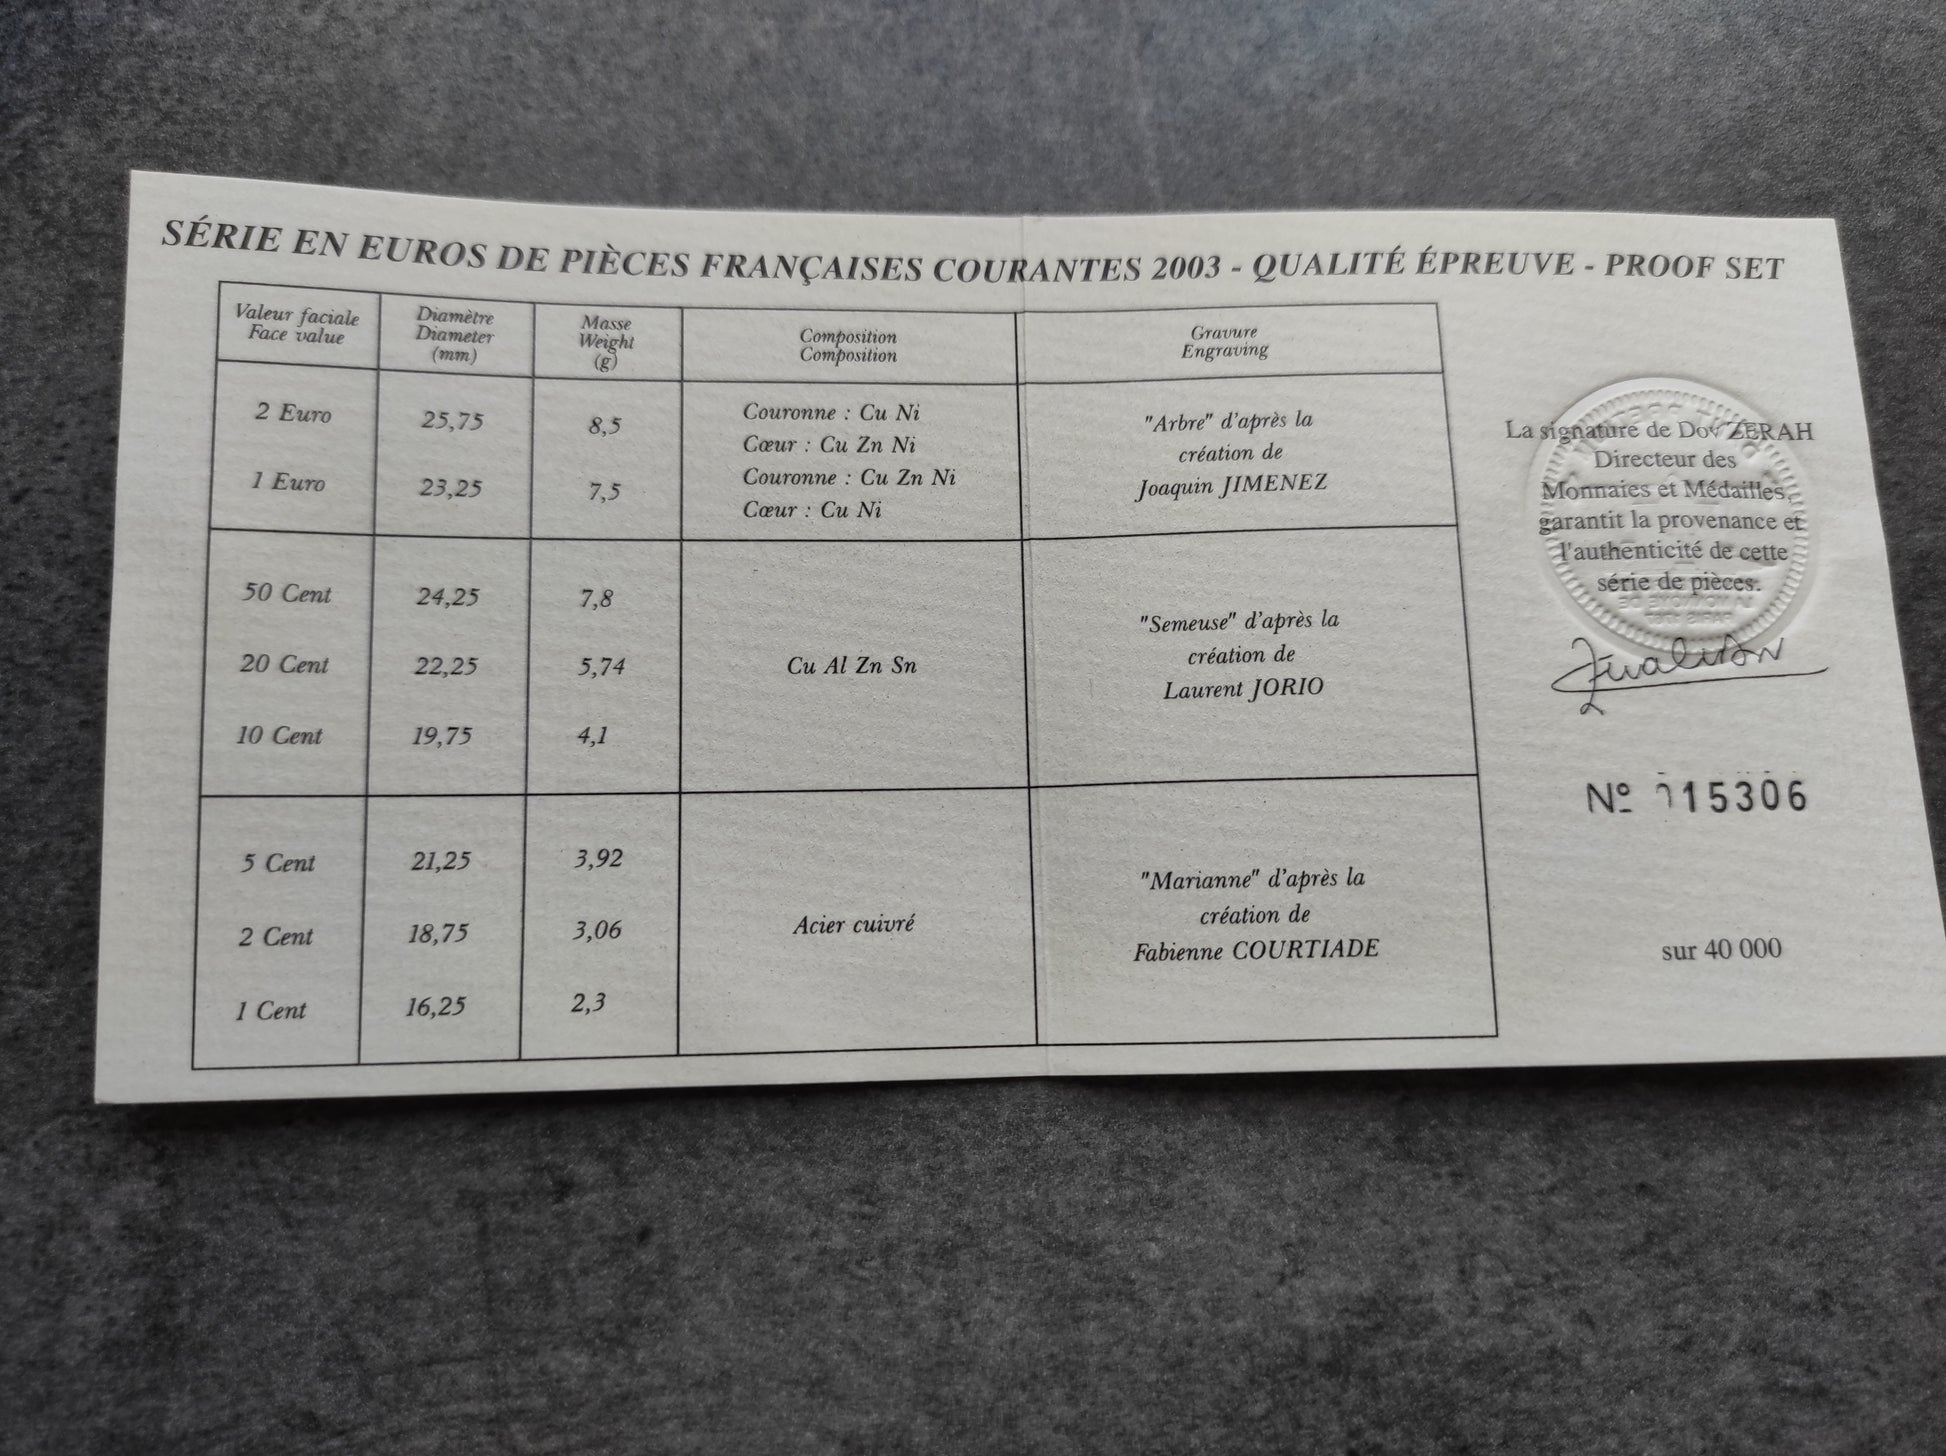 SÉRIE EN EUROS DE PIÈCES FRANÇAISES COURANTES 2003 - QUALITÉ ÉPREUVE - PROOF SET
Valeur faciale
Face value
Diamètre
Diameter
(mm)
Masse
Weight
(g)
Composition
Composition
Gravure
Engraving
2 Euro
25,75
8,5
Couronne : Cu Ni
Cœur : Cu Zn Ni
1 Euro
23,25
7,5
Couronne : Cu Zn Ni
Cœur : Cu Ni
"Arbre" d'après la
création de
Joaquin JIMENEZ
50 Cent
24,25
7,8
20 Cent
22,25
5,74
10 Cent
19,75
4,1
Cu Al Zn Sn
"Semeuse" d'après la
création de
Laurent JORIO
5 Cent
21,25
3,92
2 Cent
18,75
3,06
1 Cent
16,25
2,3
Acier cuivré
"Marianne" d'après la
création de
Fabienne COURTIADE
La signature de Dov ZERAH
Directeur des
Monnaies et Médailles,
garantit la provenance et
l'authenticité de cette
série de pièces.
Nº 015306
sur 40 000